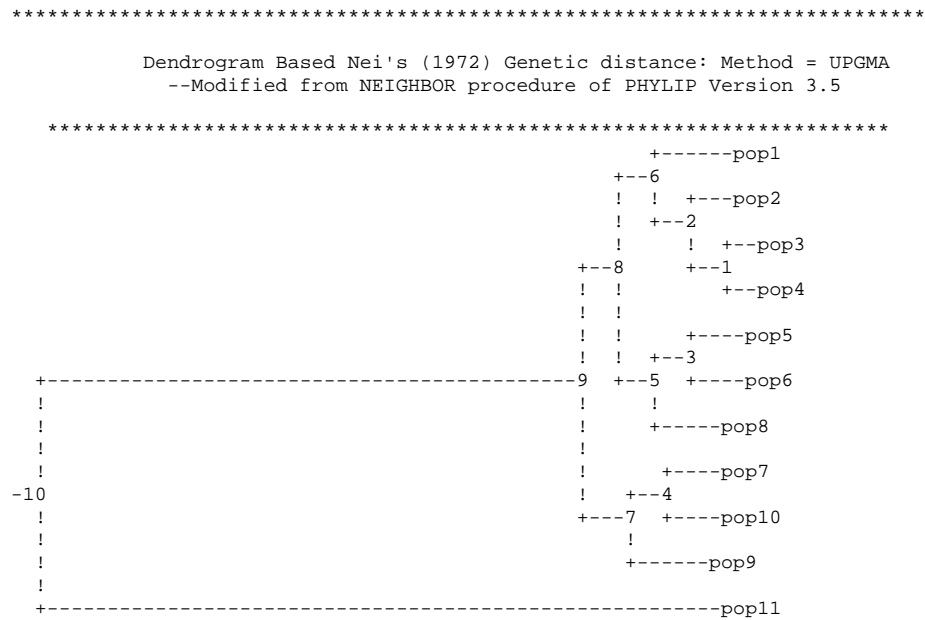 ****************************************************************************
Dendrogram Based Nei's (1972) Genetic distance: Method = UPGMA
--Modified from NEIGHBOR procedure of PHYLIP Version 3.5
**********************************************************************
                                                     +------pop1
                                                  +--6
                                                  !  !  +---pop2
                                                  !  +--2
                                                  !     !  +--pop3
                                               +--8     +--1
                                               !  !        +--pop4
                                               !  !
                                               !  !     +----pop5
                                               !  !  +--3
  +--------------------------------------------9  +--5  +----pop6
  !                                            !     !
  !                                            !     +-----pop8
  !                                            !
  !                                            !      +----pop7
-10                                            !   +--4
  !                                            +---7  +----pop10
  !                                                !
  !                                                +------pop9
  !
  +--------------------------------------------------------pop11